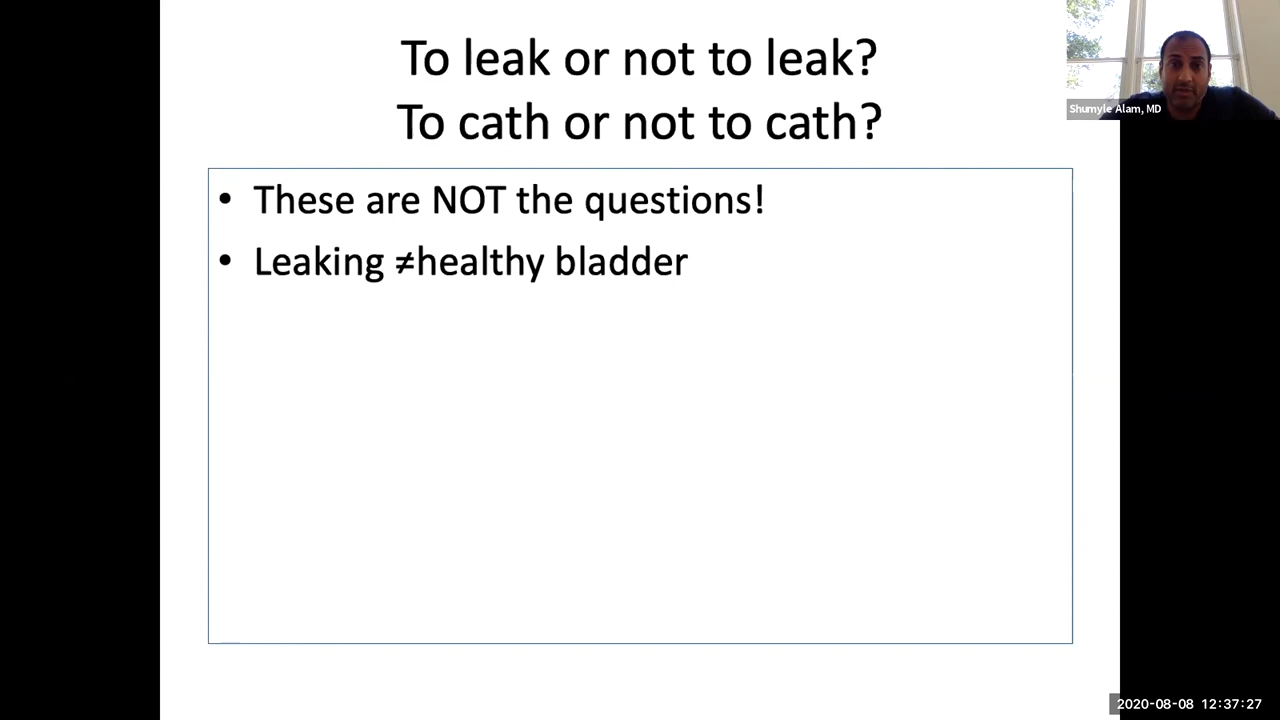 To leak or not to leak?
To cath or not to cath?
Shumyle Alam, MD
• These are NOT the questions!
• Leaking ≠healthy bladder
2020-08-08 12:37:27